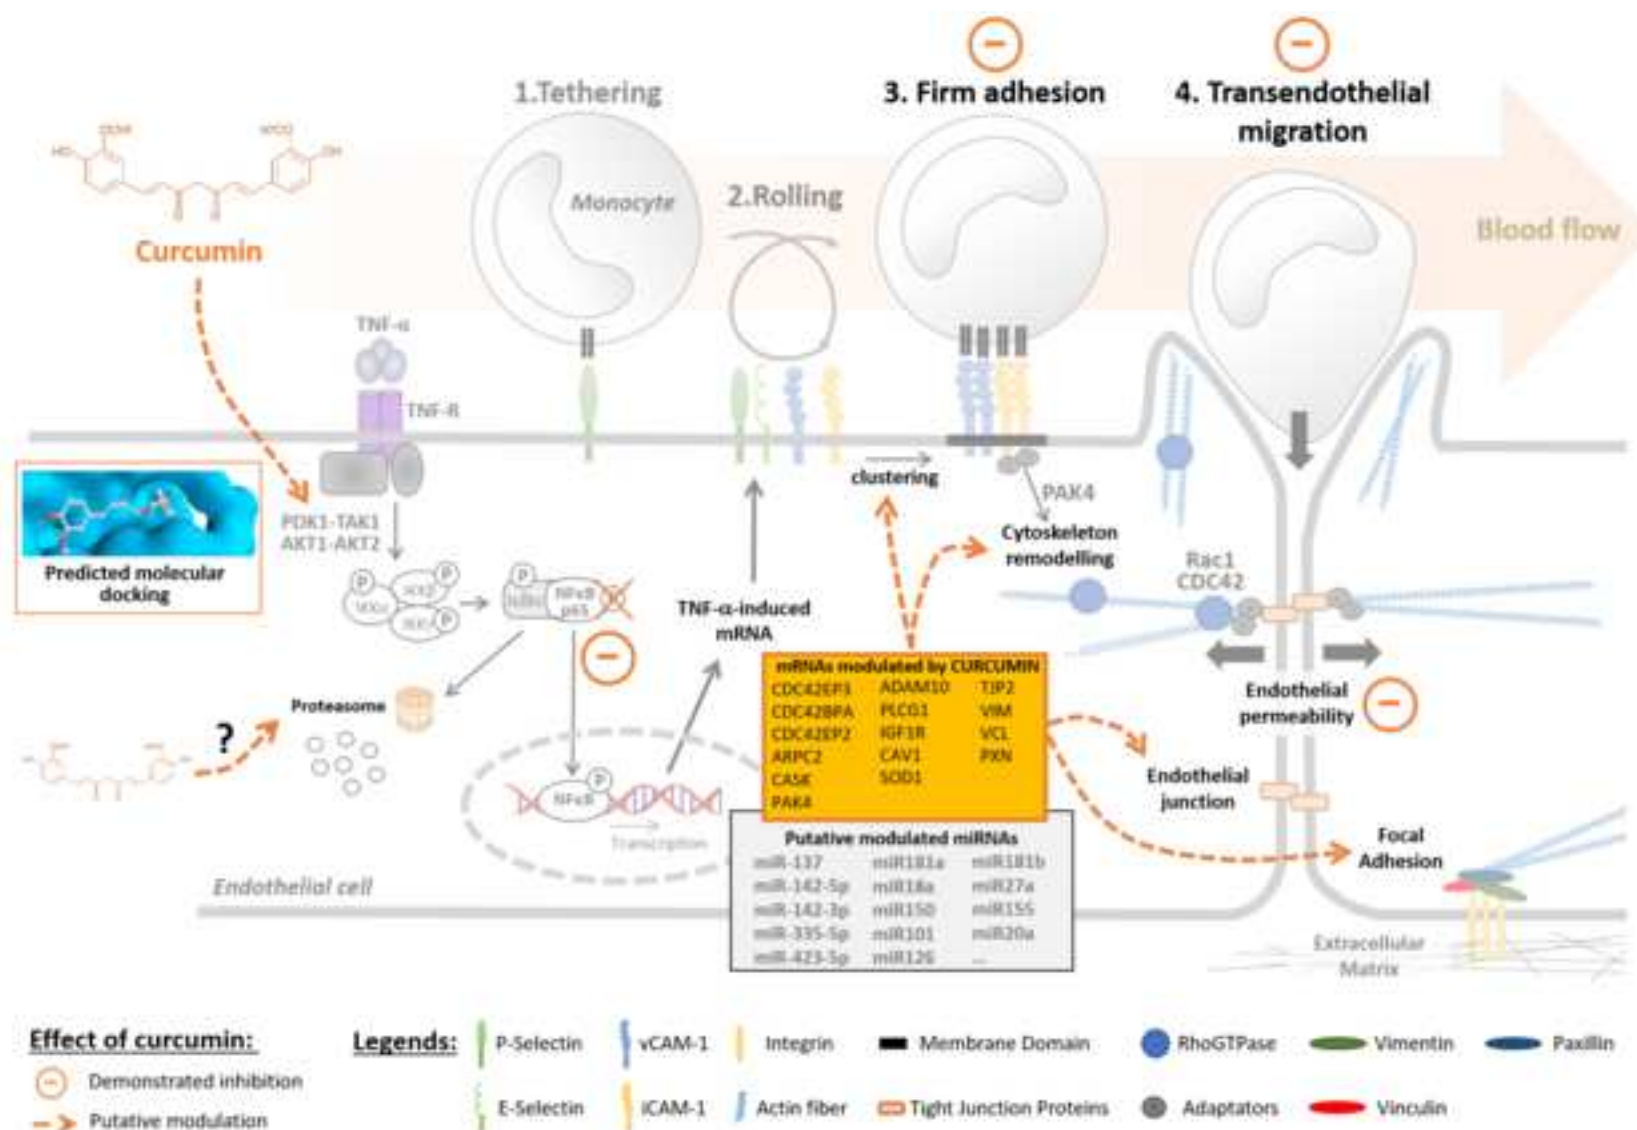 1.Tethering
3. Firm adhesion
4. Transendothelial
migration
OCH3
HO
OH
Monocyte
2.Rolling
Blood flow
Curcumin
TNF-α
TNF-R
clustering
PAK4
PDK1-TAK1
AKT1-AKT2
Cytoskeleton
remodelling
Predicted molecular
docking
Rac1
CDC42
P
P
P
P
NFκB
p65
TNF-α-induced
mRNA
mRNAs modulated by CURCUMIN
CDC42EP3 ADAM10 TJP2
CDC42BPA PLCG1 VIM
CDC42EP2 IGF1R VCL
ARPC2 CAV1 PXN
CASK SOD1
PAK4
Endothelial
permeability
Proteasome
?
Endothelial
junction
P
NFκB
Transcription
Putative modulated miRNAs
miR-137 miR181a miR181b
miR-142-5p miR18a miR27a
miR-142-3p miR150 miR155
miR-335-5p miR101 miR20a
miR-423-5p miR126 ...
Focal
Adhesion
Endothelial cell
Extracellular
Matrix
Effect of curcumin:
Demonstrated inhibition
Putative modulation
Legends:
P-Selectin
vCAM-1
Integrin
Membrane Domain
RhoGTPase
Vimentin
Paxillin
E-Selectin
iCAM-1
Actin fiber
Tight Junction Proteins
Adaptators
Vinculin